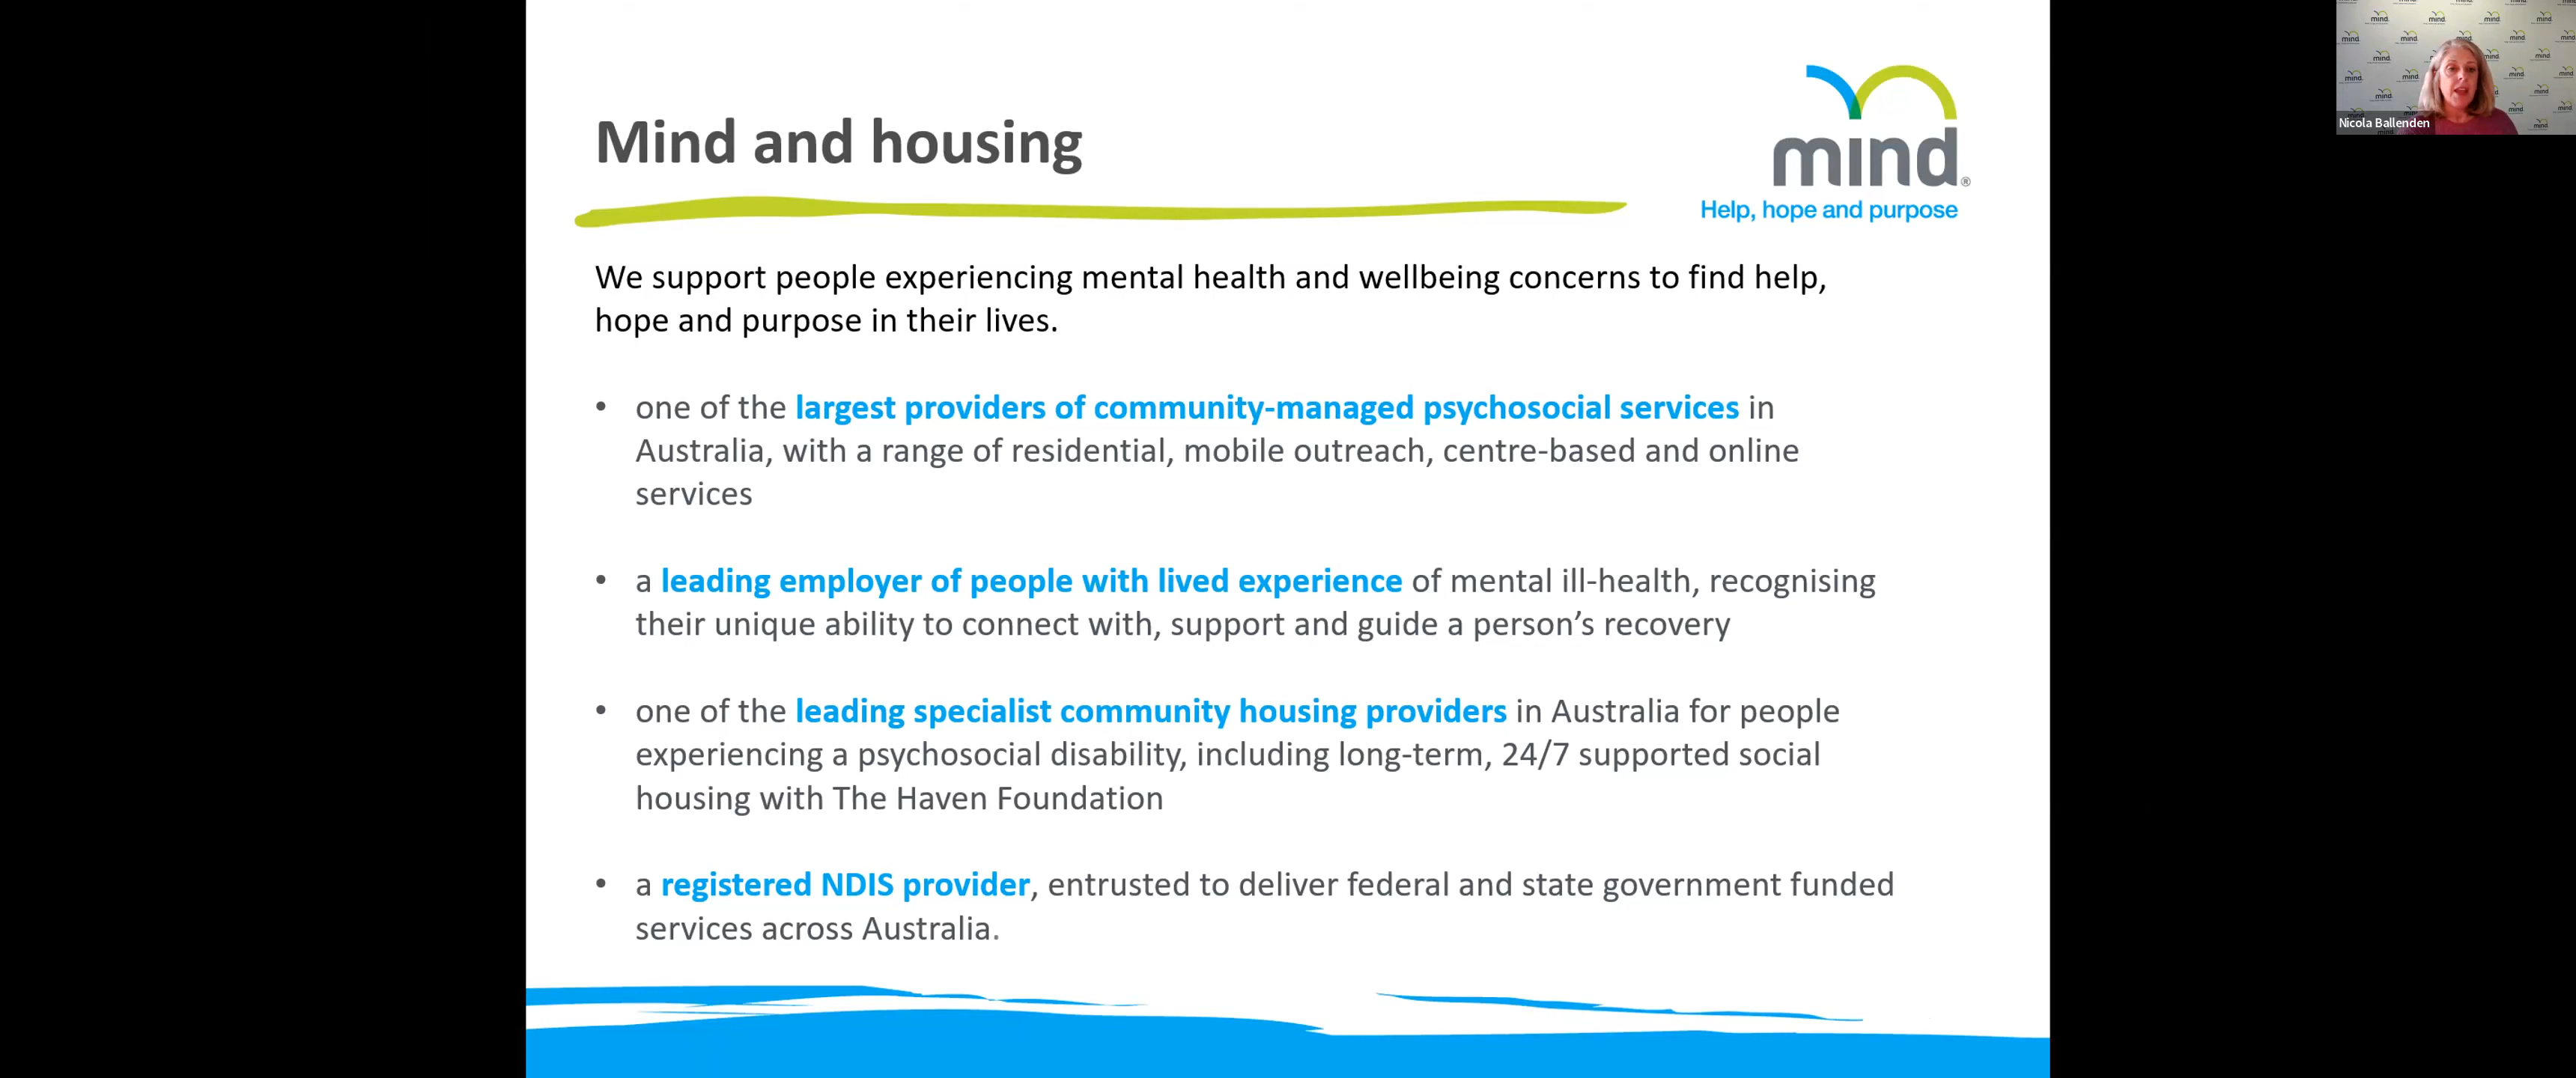 Mind and housing
mind®
Help, hope and purpose
We support people experiencing mental health and wellbeing concerns to find help,
hope and purpose in their lives.
• one of the largest providers of community-managed psychosocial services in
Australia, with a range of residential, mobile outreach, centre-based and online
services
• a leading employer of people with lived experience of mental ill-health, recognising
their unique ability to connect with, support and guide a person’s recovery
• one of the leading specialist community housing providers in Australia for people
experiencing a psychosocial disability, including long-term, 24/7 supported social
housing with The Haven Foundation
• a registered NDIS provider, entrusted to deliver federal and state government funded
services across Australia.
Nicola Ballenden